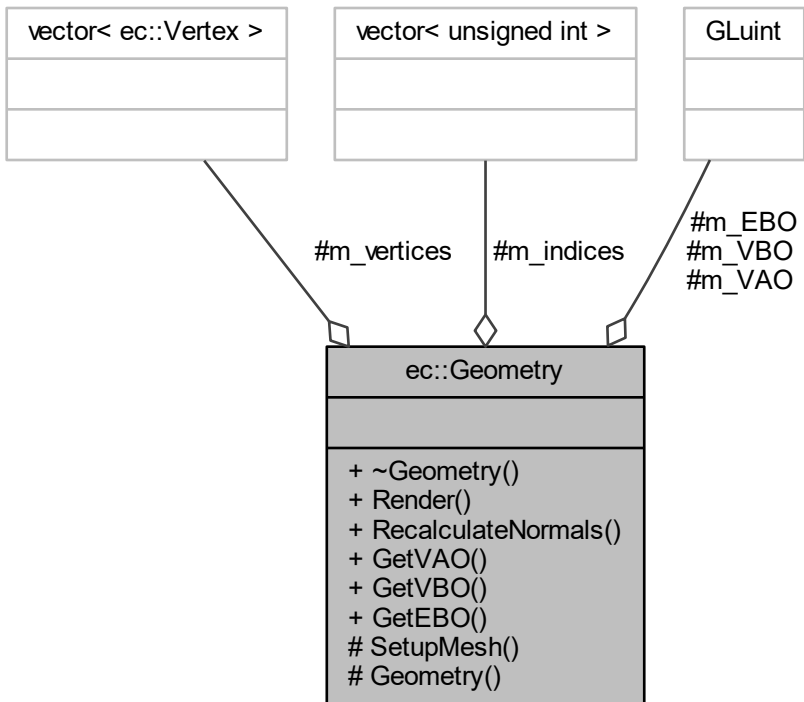 vector< ec::Vertex >
vector< unsigned int >
GLuint
#m_vertices
#m_indices
#m_EBO
#m_VBO
#m_VAO
ec::Geometry
+ ~Geometry()
+ Render()
+ RecalculateNormals()
+ GetVAO()
+ GetVBO()
+ GetEBO()
# SetupMesh()
# Geometry()